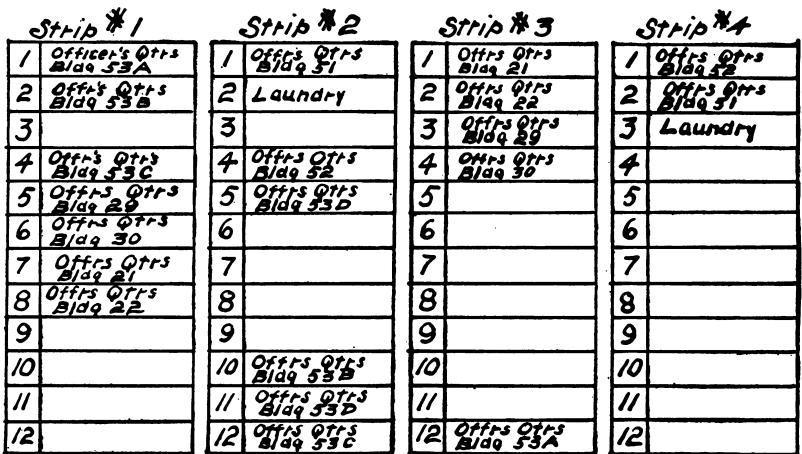 Strip #1
1 Officer's Qtrs
Bldg 53A
2 Offr's Qtrs
Bldg 53B
3
4 Offr's Qtr's
Bldg 53C
5 Offrs Qtrs
Bldg 29
6 Offrs Qtrs
Bldg 30
7 Offrs Qtrs
Bldg 21
8 Offrs Qtrs
Bldg 22
9
10
11
12
Strip #2
1 Offrs Qtrs
Bldg 51
2 Laundry
3
4 Offrs Qtrs
Bldg 52
5 Offrs Qtrs
Bldg 53D
6
7
8
9
10 Offrs Qtrs
Bldg 53B
11 Offrs Qtrs
Bldg 53D
12 Offrs Qtrs
Bldg 53C
Strip #3
1 Offrs Qtrs
Bldg 21
2 Offrs Qtrs
Bldg 22
3 Offrs Qtrs
Bldg 29
4 Offrs Qtrs
Bldg 30
5
6
7
8
9
10
11
12 Offrs Qtrs
Bldg 53A
Strip #4
1 Offrs Qtrs
Bldg 52
2 Offrs Qtrs
Bldg 51
3 Laundry
4
5
6
7
8
9
10
11
12